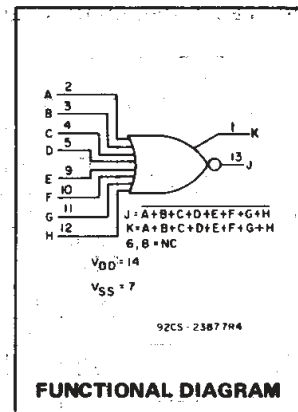 A 2
B 3
C 4
D 5
E 9
F 10
G 11
H 12
1 K
13 J
J = A+B+C+D+E+F+G+H
K = A+B+C+D+E+F+G+H
6, 8 = NC
VDD = 14
VSS = 7
92CS-23877R4
FUNCTIONAL DIAGRAM